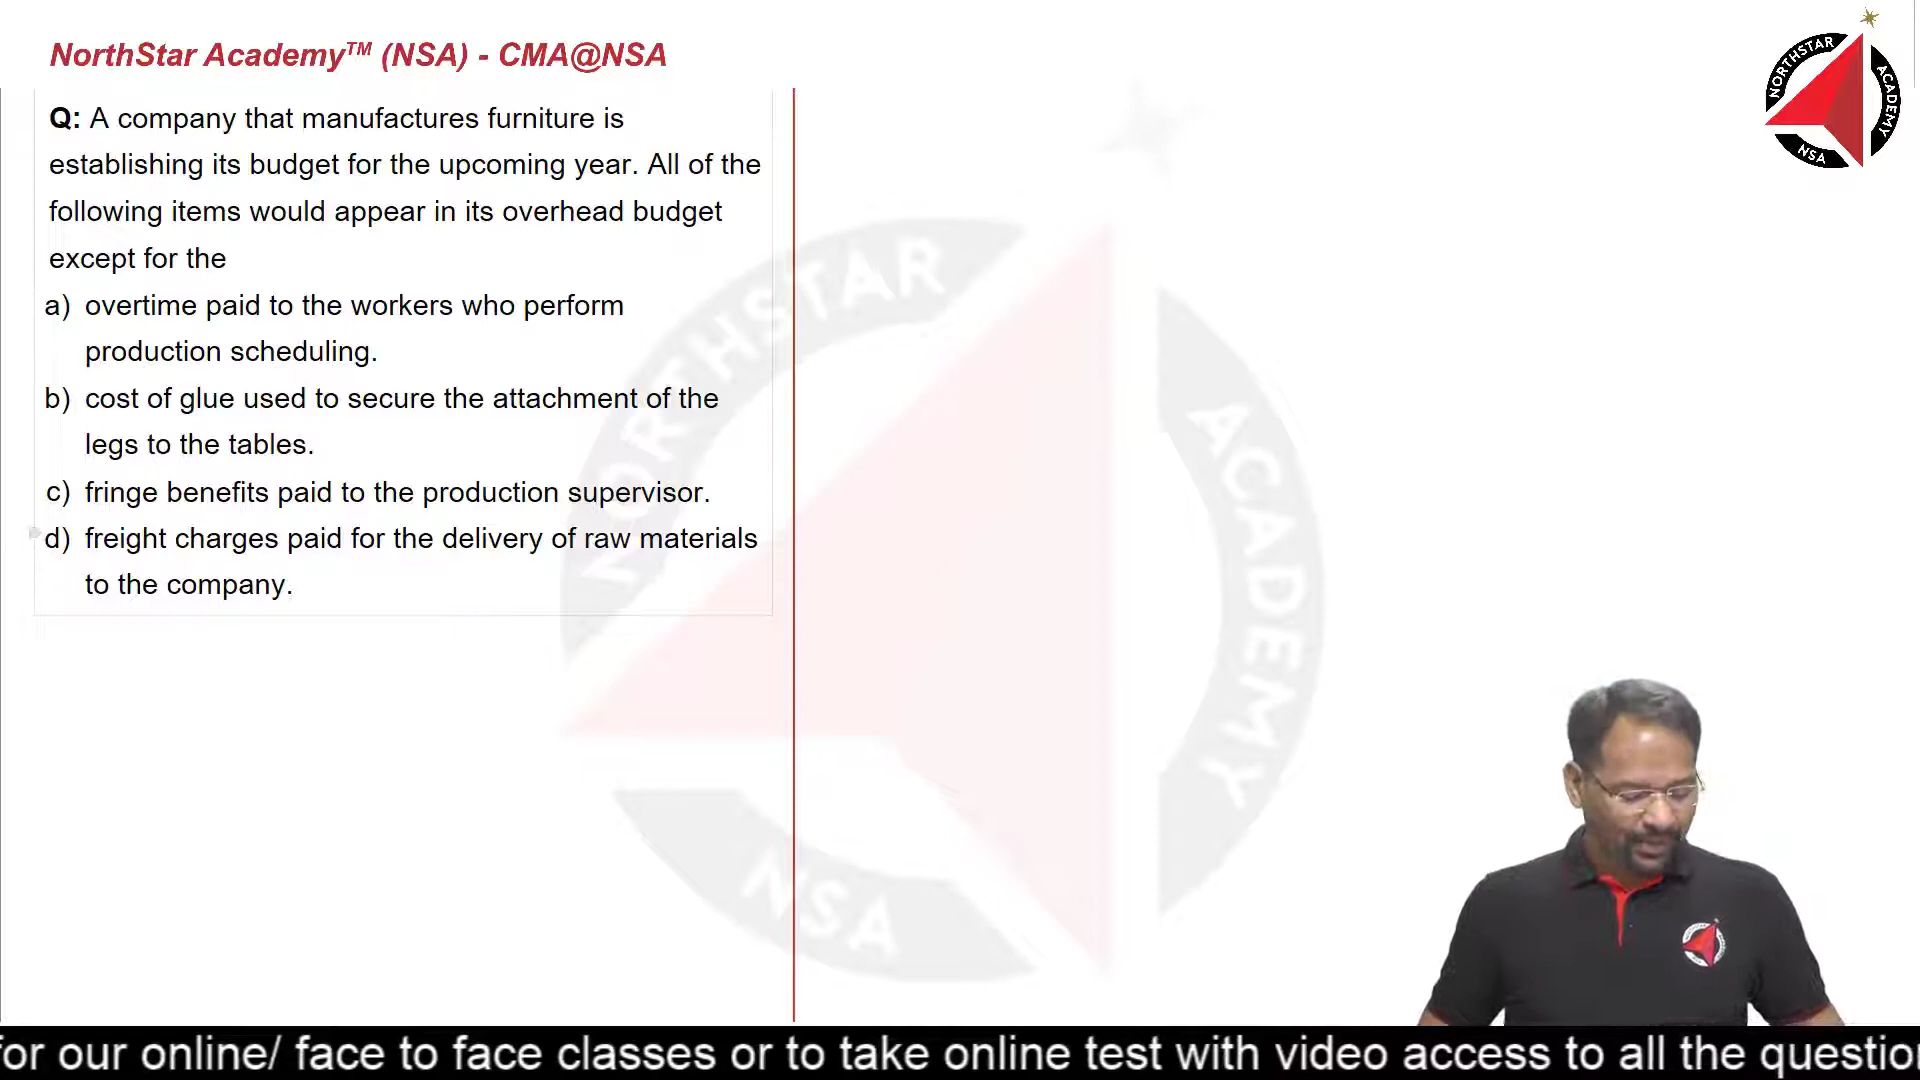 NorthStar Academy™ (NSA) - CMA@NSA
Q: A company that manufactures furniture is
establishing its budget for the upcoming year. All of the
following items would appear in its overhead budget
except for the
a) overtime paid to the workers who perform
production scheduling.
b) cost of glue used to secure the attachment of the
legs to the tables.
c) fringe benefits paid to the production supervisor.
d) freight charges paid for the delivery of raw materials
to the company.
NORTHSTAR
ACADEMY
NSA
NORTHSTAR
ACADEMY
NSA
for our online/ face to face classes or to take online test with video access to all the question